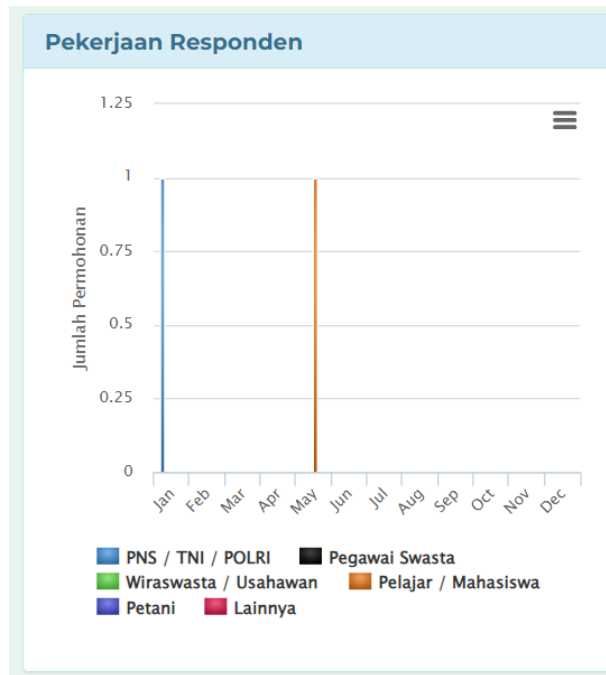 Pekerjaan Responden
1.25
1
0.75
0.5
0.25
0
Jumlah Permohonan
Jan Feb Mar Apr May Jun Jul Aug Sep Oct Nov Dec
PNS / TNI / POLRI Pegawai Swasta
Wiraswasta / Usahawan Pelajar / Mahasiswa
Petani Lainnya